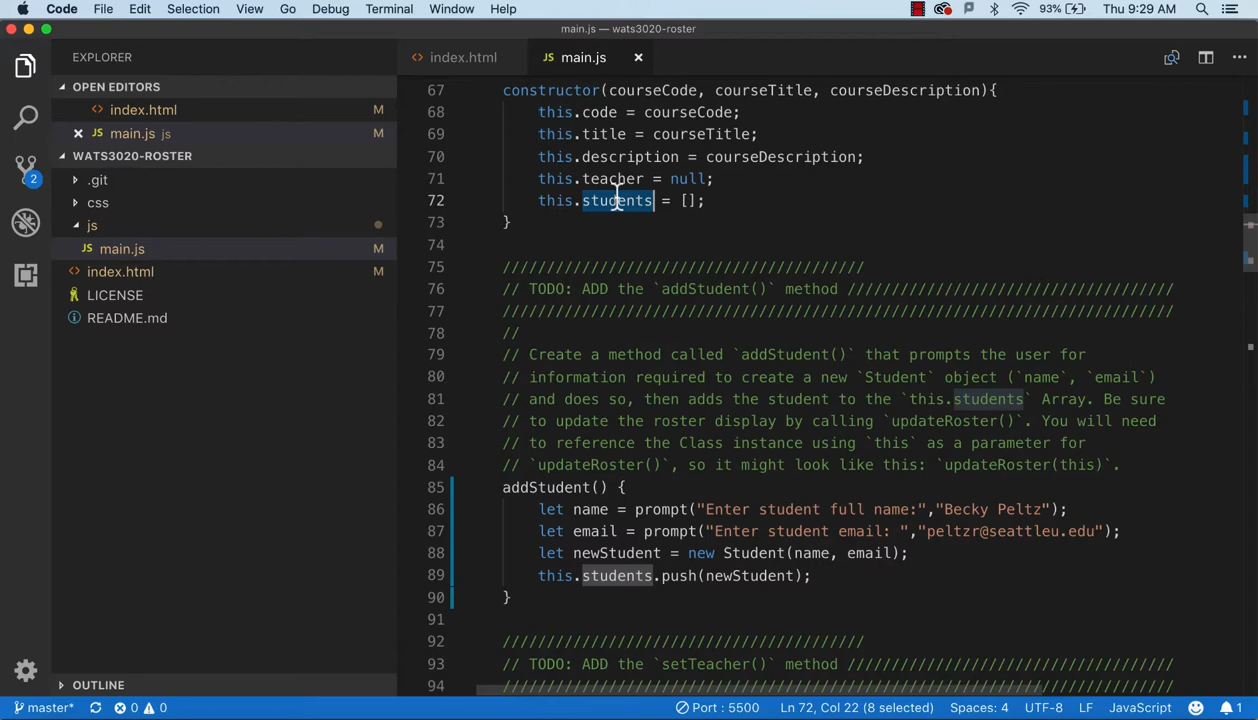 Code File Edit Selection View Go Debug Terminal Window Help 93% Thu 9:29 AM
main.js — wats3020-roster
EXPLORER
OPEN EDITORS
index.html M
main.js js M
WATS3020-ROSTER
.git
css
js
main.js M
index.html M
LICENSE
README.md
OUTLINE
2
index.html
main.js
67 constructor(courseCode, courseTitle, courseDescription){
68 this.code = courseCode;
69 this.title = courseTitle;
70 this.description = courseDescription;
71 this.teacher = null;
72 this.students = [];
73 }
74
75 /////////////////////////////////////////
76 // TODO: ADD the `addStudent()` method /////////////////////////////////////
77 ////////////////////////////////////////////////////////////////////////////
78 //
79 // Create a method called `addStudent()` that prompts the user for
80 // information required to create a new `Student` object (`name`, `email`)
81 // and does so, then adds the student to the `this.students` Array. Be sure
82 // to update the roster display by calling `updateRoster()`. You will need
83 // to reference the Class instance using `this` as a parameter for
84 // `updateRoster()`, so it might look like this: `updateRoster(this)`.
85 addStudent() {
86 let name = prompt("Enter student full name:","Becky Peltz");
87 let email = prompt("Enter student email: ","peltzr@seattleu.edu");
88 let newStudent = new Student(name, email);
89 this.students.push(newStudent);
90 }
91
92 /////////////////////////////////////////
93 // TODO: ADD the `setTeacher()` method /////////////////////////////////////
94 ////////////////////////////////////////////////////////////////////////////
master* 0 0 Port : 5500 Ln 72, Col 22 (8 selected) Spaces: 4 UTF-8 LF JavaScript 1